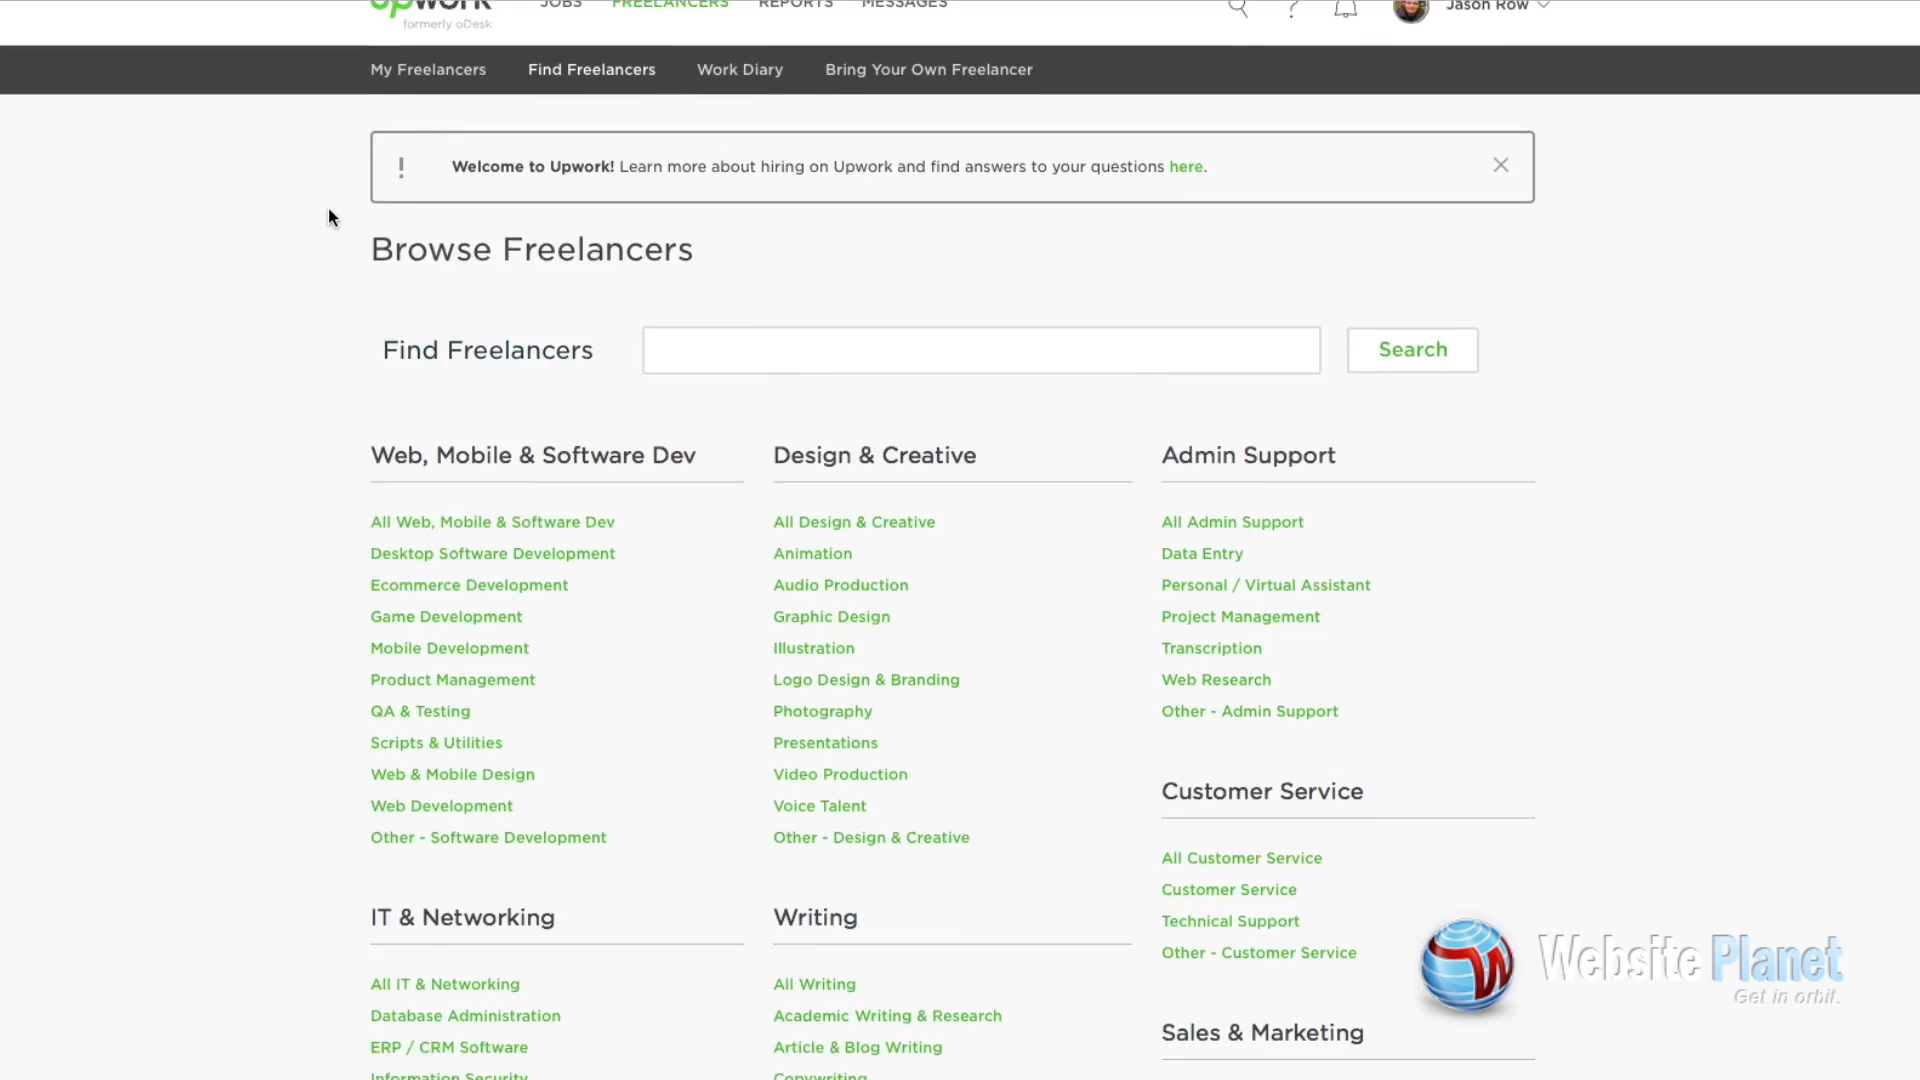 upwork
JOBS FREELANCERS REPORTS MESSAGES
? Jason Row
formerly oDesk
My Freelancers Find Freelancers Work Diary Bring Your Own Freelancer
! Welcome to Upwork! Learn more about hiring on Upwork and find answers to your questions here.
Browse Freelancers
Find Freelancers Search
Web, Mobile & Software Dev
All Web, Mobile & Software Dev
Desktop Software Development
Ecommerce Development
Game Development
Mobile Development
Product Management
QA & Testing
Scripts & Utilities
Web & Mobile Design
Web Development
Other - Software Development
IT & Networking
All IT & Networking
Database Administration
ERP / CRM Software
Information Security
Design & Creative
All Design & Creative
Animation
Audio Production
Graphic Design
Illustration
Logo Design & Branding
Photography
Presentations
Video Production
Voice Talent
Other - Design & Creative
Writing
All Writing
Academic Writing & Research
Article & Blog Writing
Copywriting
Admin Support
All Admin Support
Data Entry
Personal / Virtual Assistant
Project Management
Transcription
Web Research
Other - Admin Support
Customer Service
All Customer Service
Customer Service
Technical Support
Other - Customer Service
Sales & Marketing
W
Website Planet
Get in orbit.